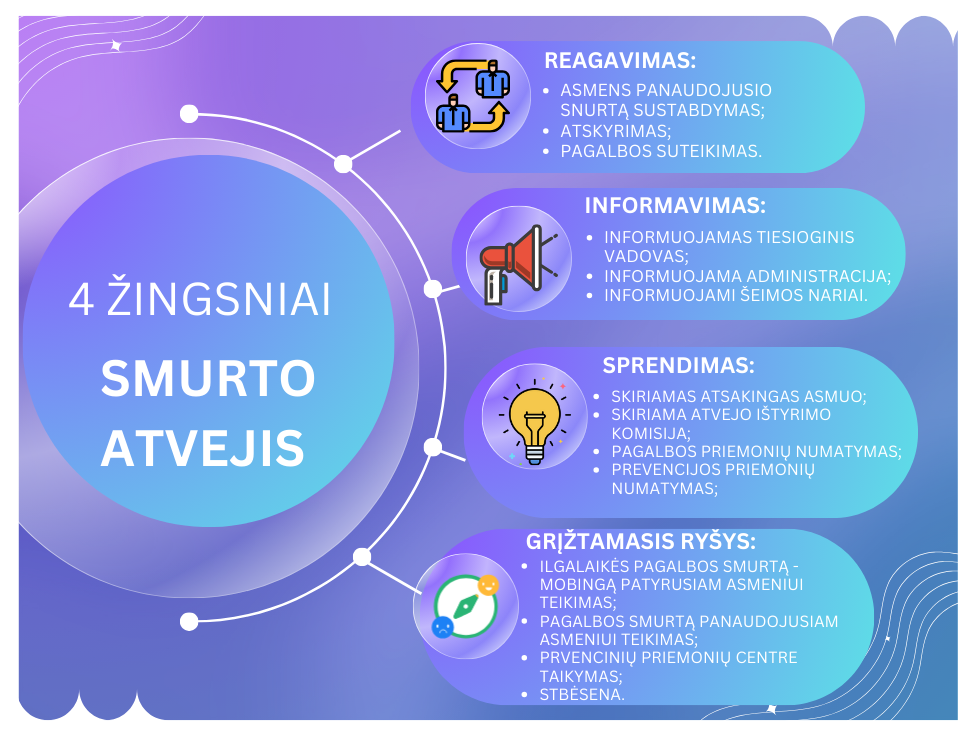 4 ŽINGSNIAI
SMURTO
ATVEJIS
REAGAVIMAS:
• ASMENS PANAUDOJUSIO
SNURTĄ SUSTABDYMAS;
• ATSKYRIMAS;
• PAGALBOS SUTEIKIMAS.
INFORMAVIMAS:
• INFORMUOJAMAS TIESIOGINIS
VADOVAS;
• INFORMUOJAMA ADMINISTRACIJA;
• INFORMUOJAMI ŠEIMOS NARIAI.
SPRENDIMAS:
• SKIRIAMAS ATSAKINGAS ASMUO;
• SKIRIAMA ATVEJO IŠTYRIMO
KOMISIJA;
• PAGALBOS PRIEMONIŲ NUMATYMAS;
• PREVENCIJOS PRIEMONIŲ
NUMATYMAS;
GRĮŽTAMASIS RYŠYS:
• ILGALAIKĖS PAGALBOS SMURTĄ -
MOBINGĄ PATYRUSIAM ASMENIUI
TEIKIMAS;
• PAGALBOS SMURTĄ PANAUDOJUSIAM
ASMENIUI TEIKIMAS;
• PRVENCINIŲ PRIEMONIŲ CENTRE
TAIKYMAS;
• STBĖSENA.